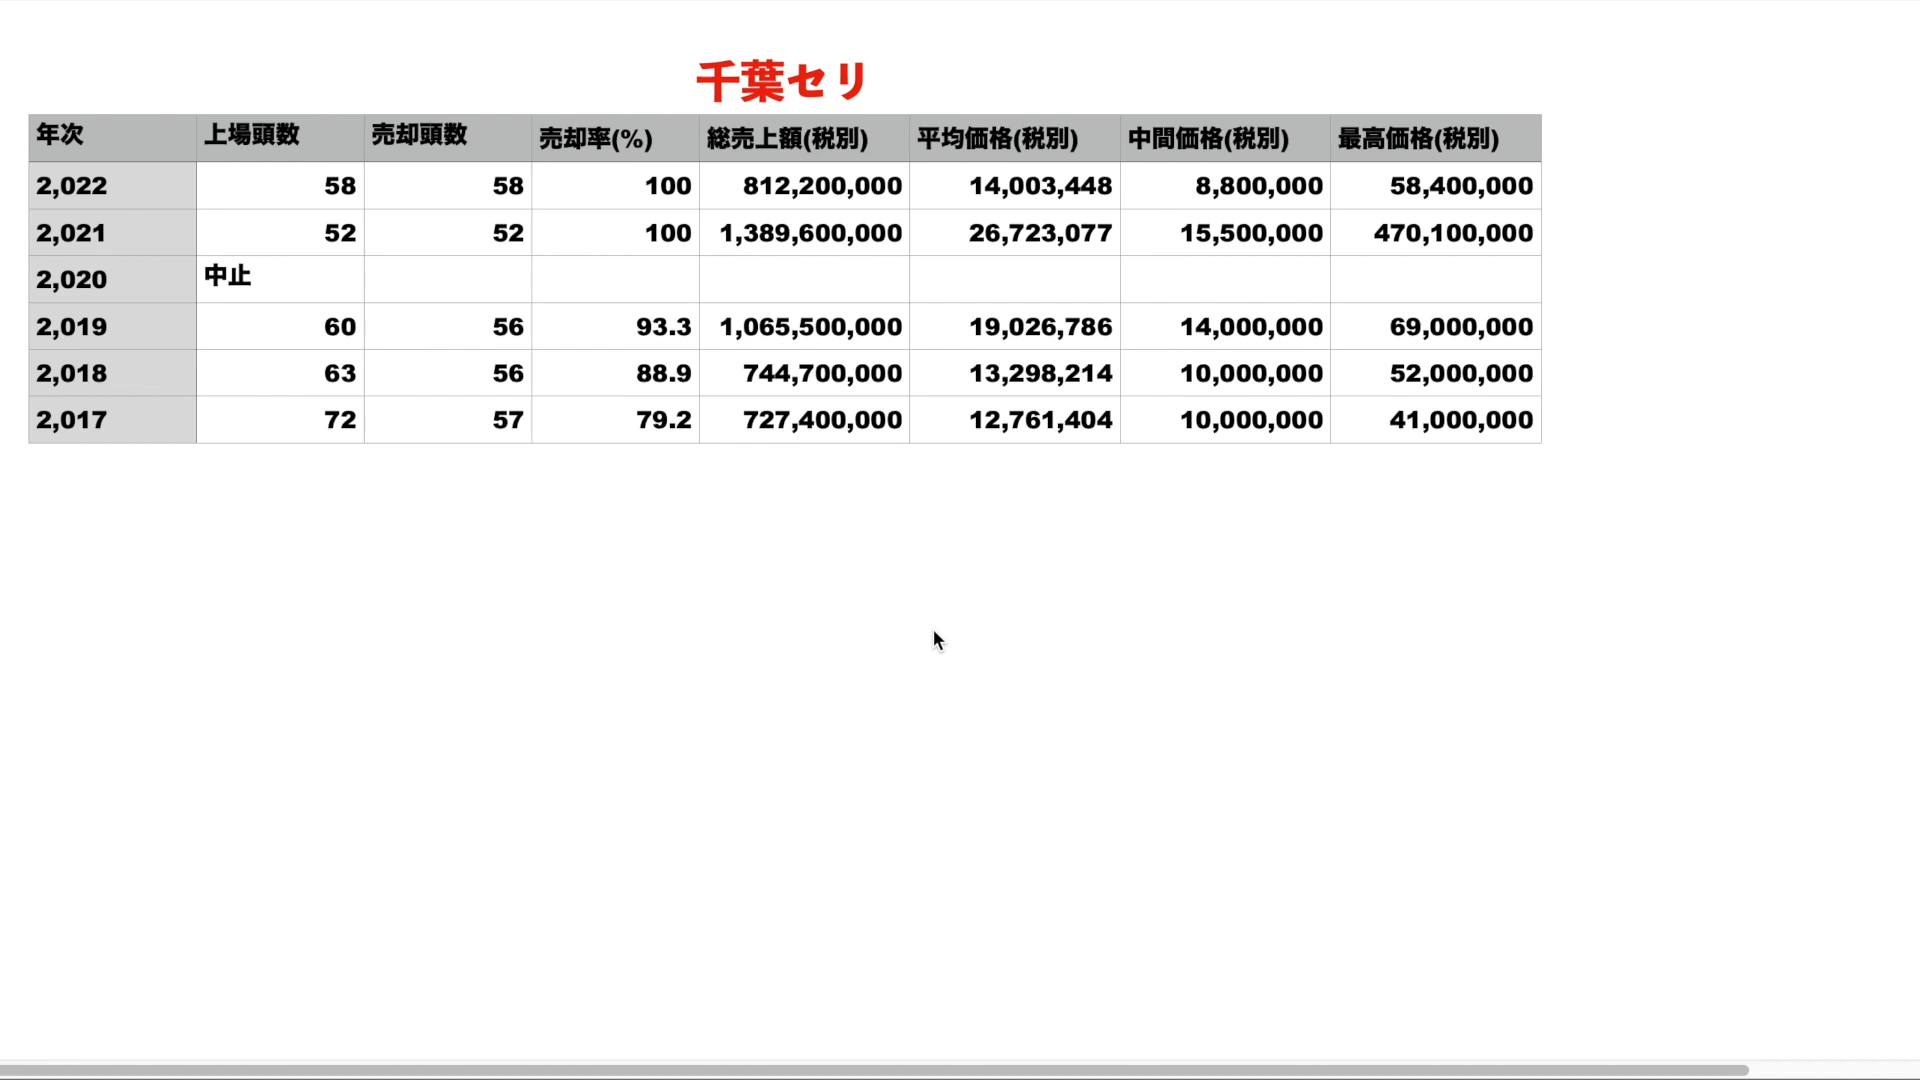 千葉セリ
年次 上場頭数 売却頭数 売却率(%) 総売上額(税別) 平均価格(税別) 中間価格(税別) 最高価格(税別)
2,022 58 58 100 812,200,000 14,003,448 8,800,000 58,400,000
2,021 52 52 100 1,389,600,000 26,723,077 15,500,000 470,100,000
2,020 中止
2,019 60 56 93.3 1,065,500,000 19,026,786 14,000,000 69,000,000
2,018 63 56 88.9 744,700,000 13,298,214 10,000,000 52,000,000
2,017 72 57 79.2 727,400,000 12,761,404 10,000,000 41,000,000